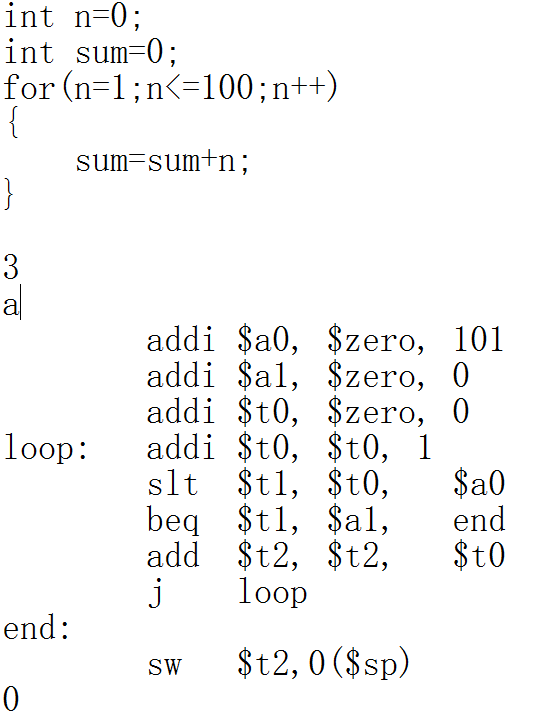 int n=0;
int sum=0;
for(n=1;n<=100;n++)
{
    sum=sum+n;
}

3
a
        addi $a0, $zero, 101
        addi $a1, $zero, 0
        addi $t0, $zero, 0
loop:   addi $t0, $t0, 1
        slt  $t1, $t0,   $a0
        beq  $t1, $a1,   end
        add  $t2, $t2,   $t0
        j    loop
end:
        sw   $t2,0($sp)
0